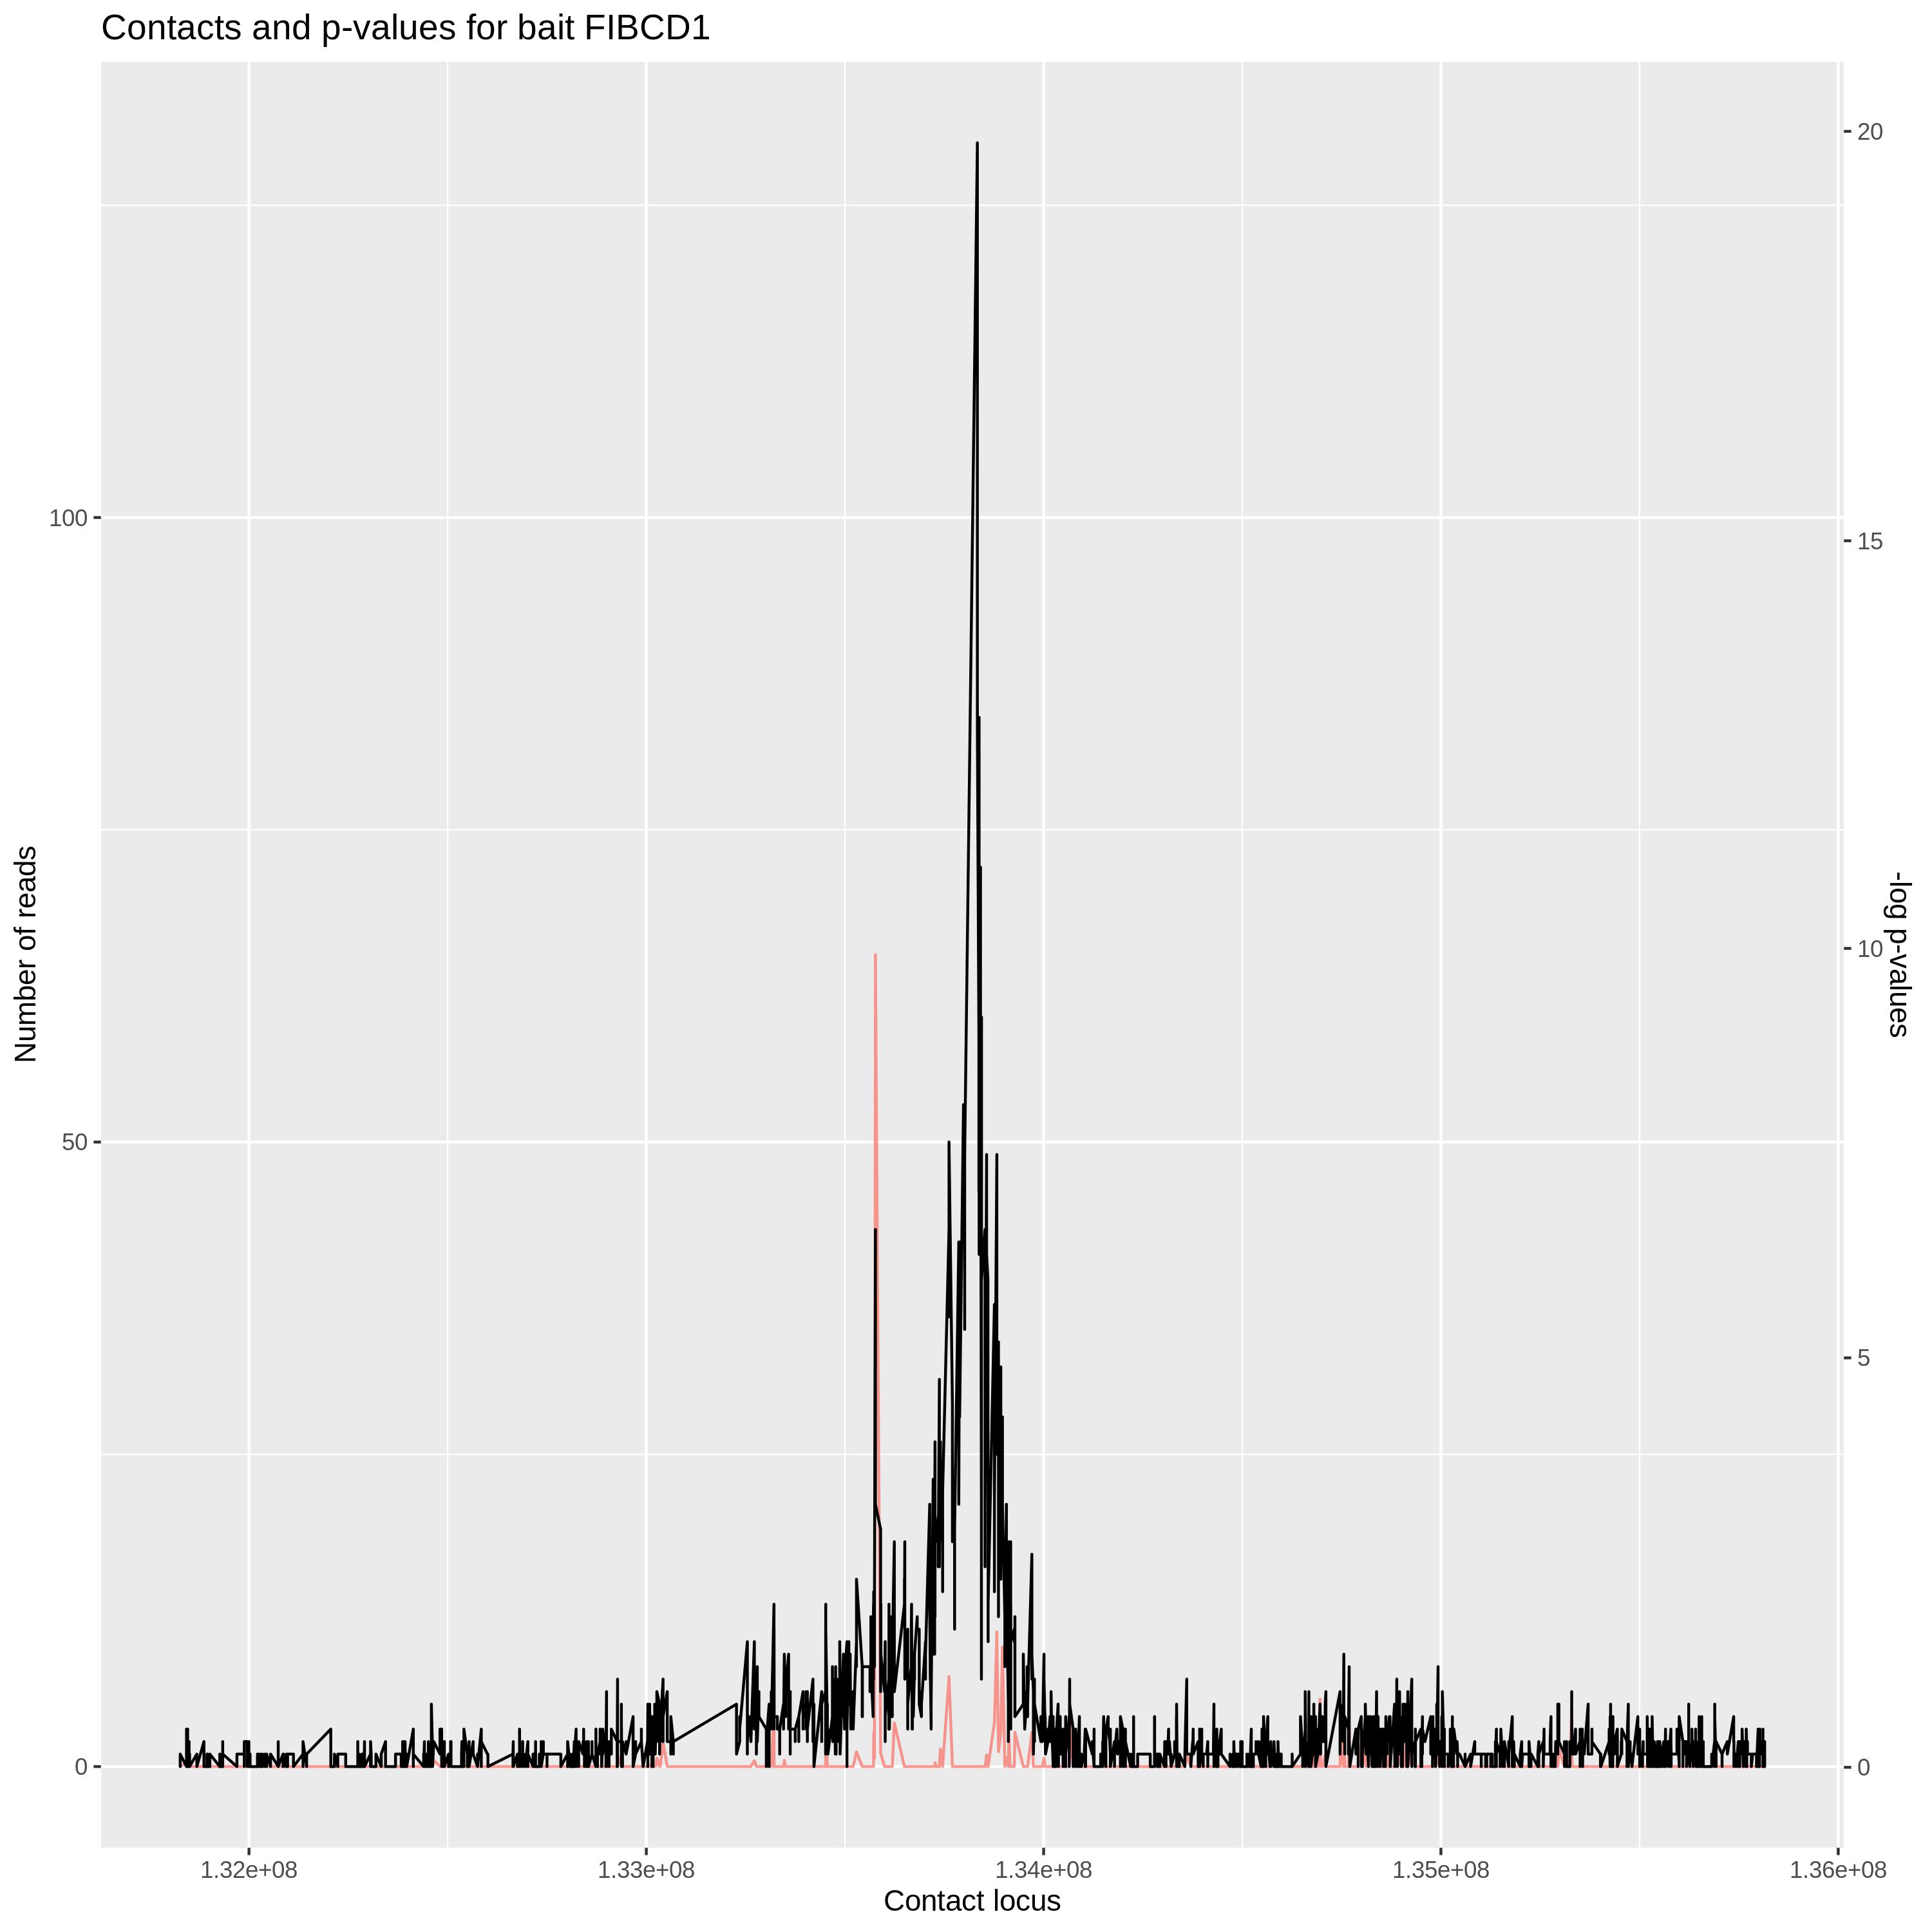 Contacts and p-values for bait FIBCD1
20
100
15
Number of reads
-log p-values
10
50
5
0
0
1.32e+08
1.33e+08
1.34e+08
1.35e+08
1.36e+08
Contact locus